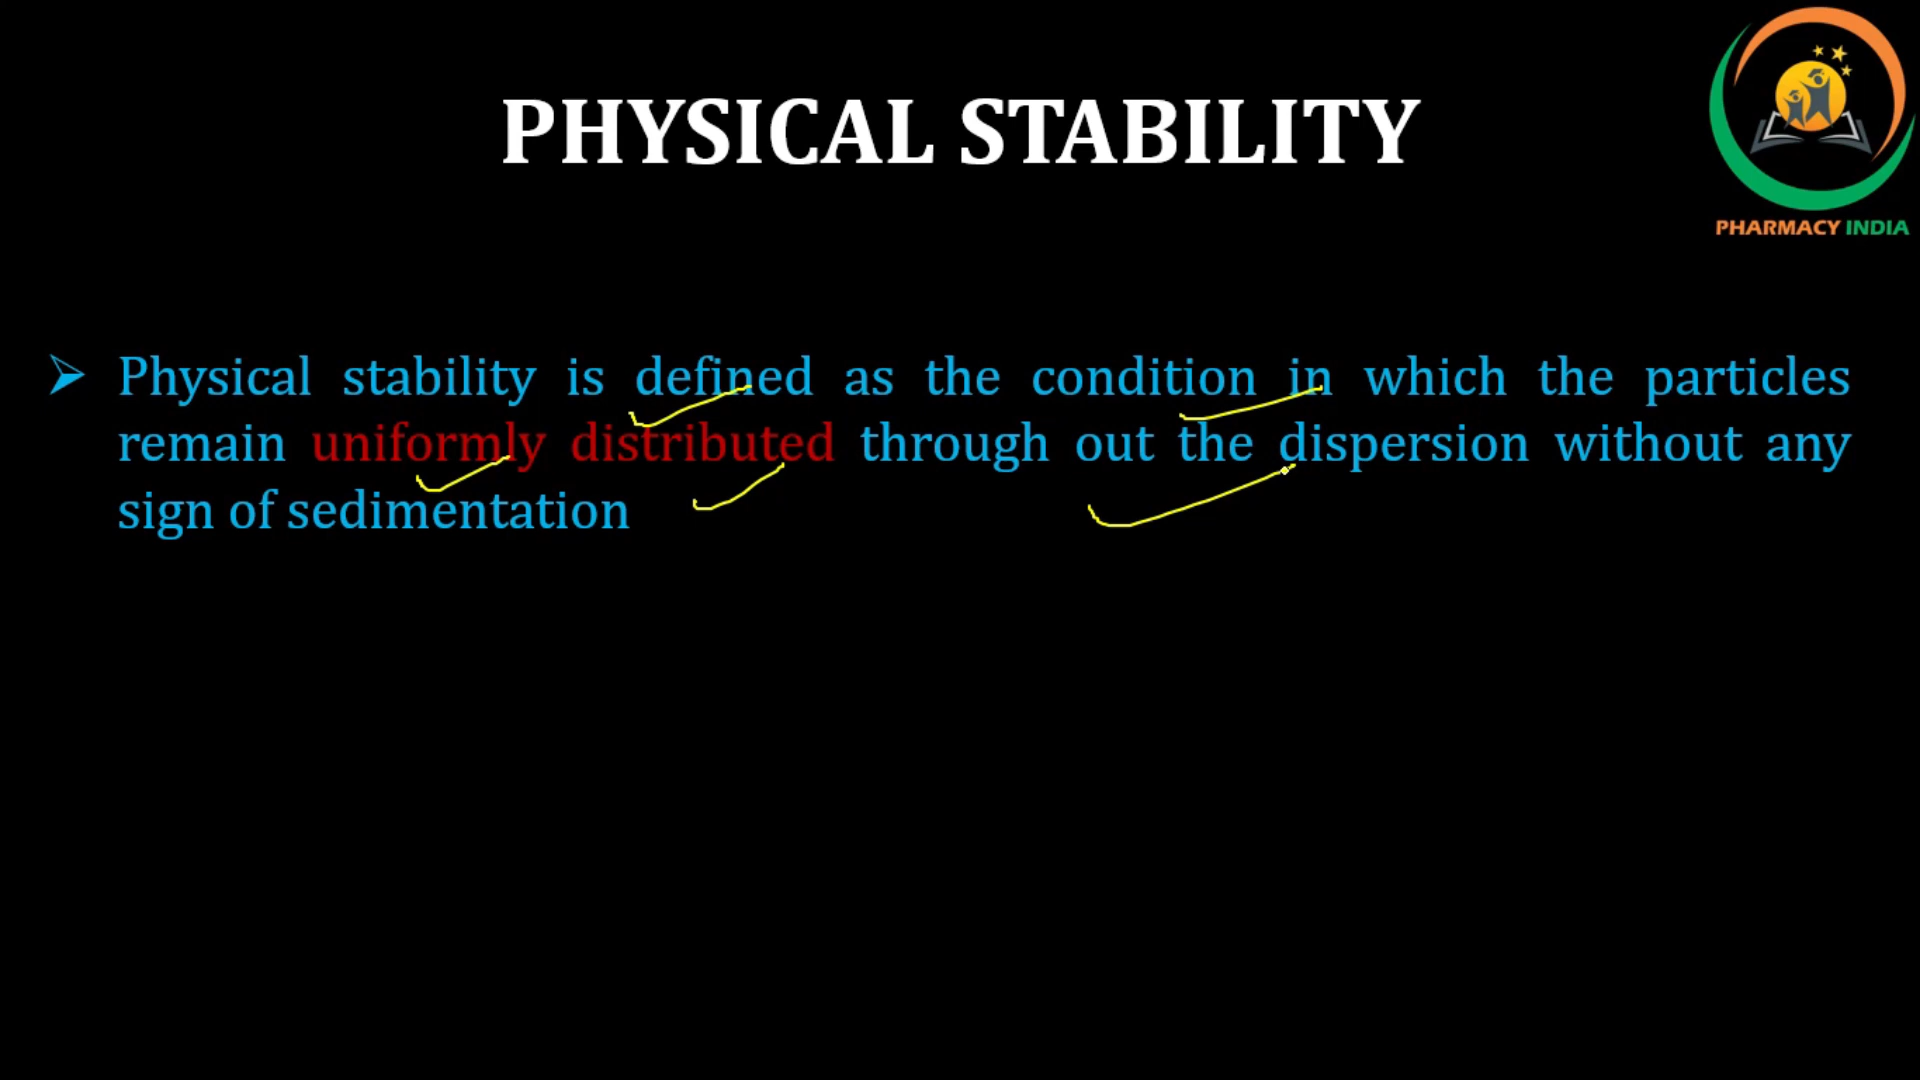 PHYSICAL STABILITY
PHARMACY INDIA
➢ Physical stability is defined as the condition in which the particles
remain uniformly distributed through out the dispersion without any
sign of sedimentation